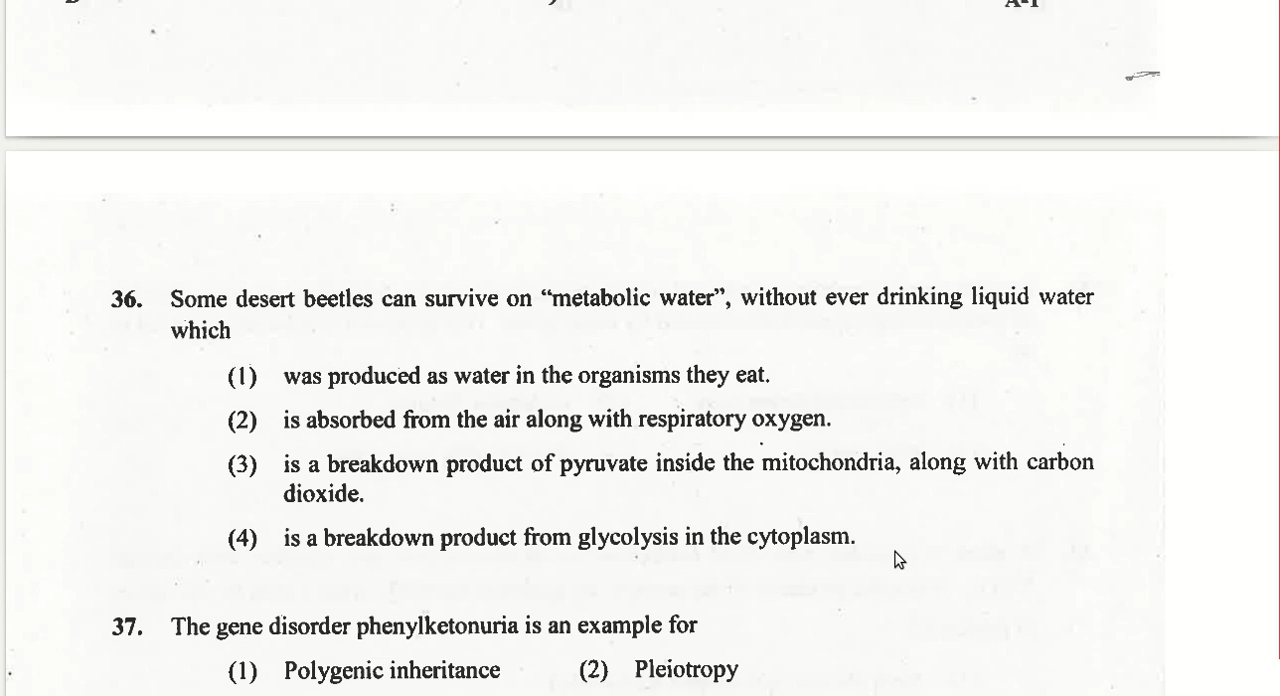 36. Some desert beetles can survive on “metabolic water”, without ever drinking liquid water
which
(1) was produced as water in the organisms they eat.
(2) is absorbed from the air along with respiratory oxygen.
(3) is a breakdown product of pyruvate inside the mitochondria, along with carbon
dioxide.
(4) is a breakdown product from glycolysis in the cytoplasm.
37. The gene disorder phenylketonuria is an example for
(1) Polygenic inheritance (2) Pleiotropy